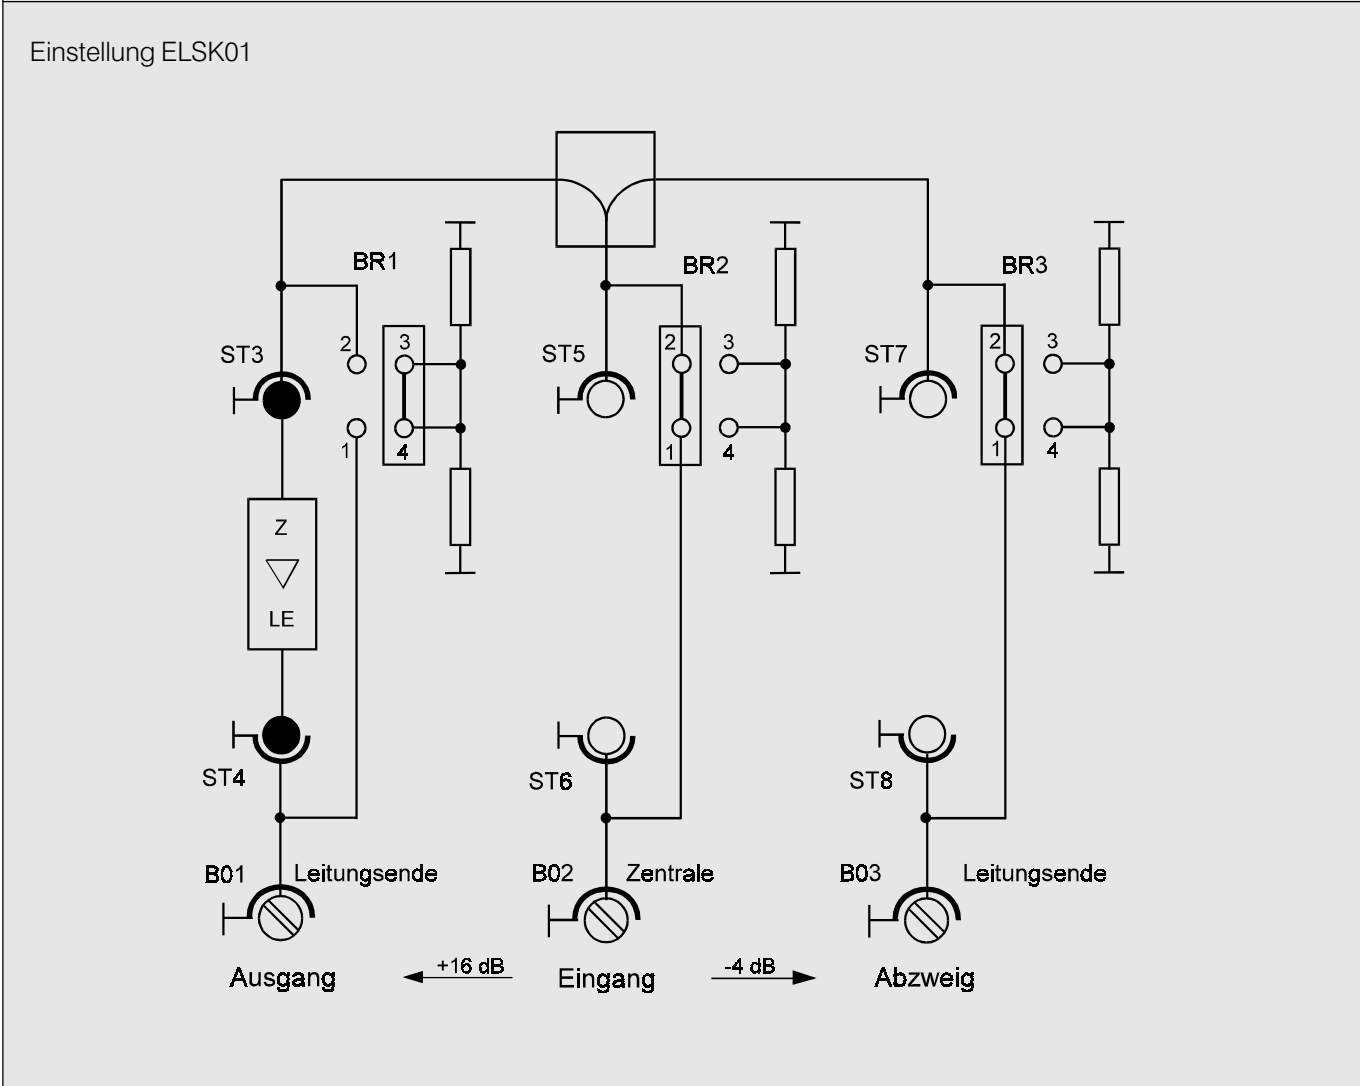 Einstellung ELSK01
BR1
BR2
BR3
ST3
2
3
1
4
ST5
2
3
1
4
ST7
2
3
1
4
Z
LE
ST4
ST6
ST8
B01
Leitungsende
B02
Zentrale
B03
Leitungsende
Ausgang
+16 dB
Eingang
-4 dB
Abzweig